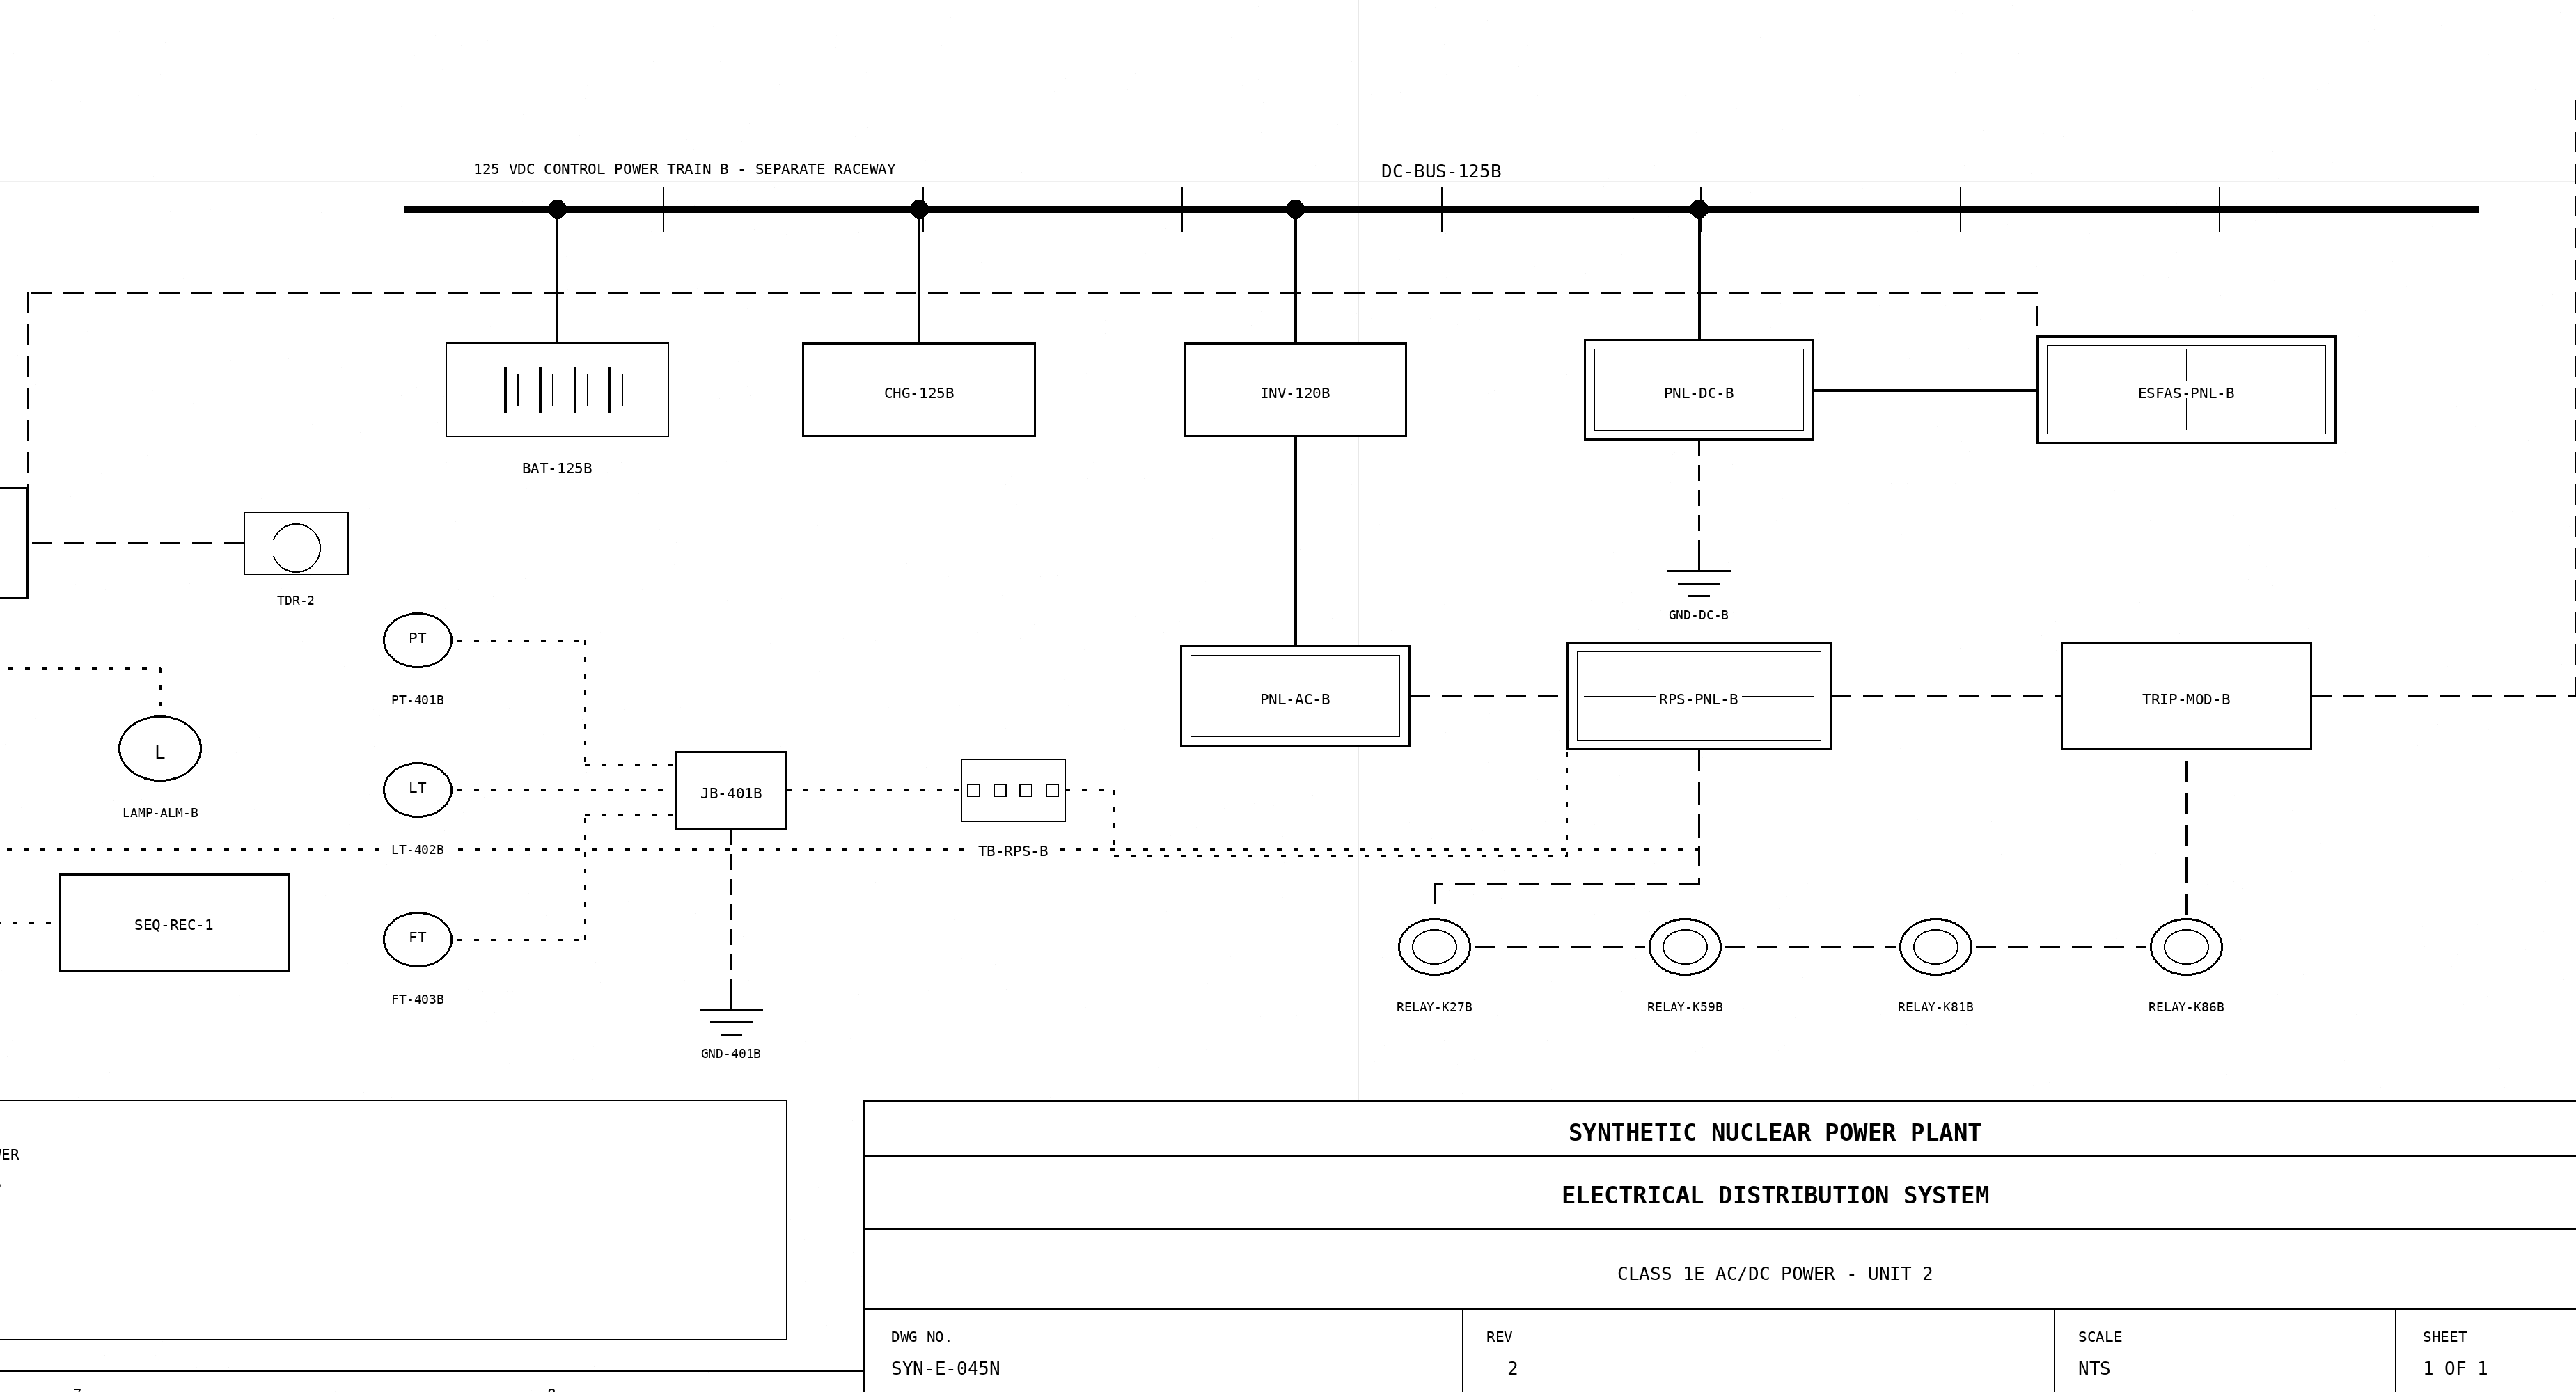 125 VDC CONTROL POWER TRAIN B - SEPARATE RACEWAY
DC-BUS-125B
CHG-125B
INV-120B
PNL-DC-B
ESFAS-PNL-B
BAT-125B
TDR-2
GND-DC-B
PT
PT-401B
PNL-AC-B
RPS-PNL-B
TRIP-MOD-B
L
LAMP-ALM-B
LT
LT-402B
JB-401B
TB-RPS-B
SEQ-REC-1
FT
FT-403B
RELAY-K27B
RELAY-K59B
RELAY-K81B
RELAY-K86B
GND-401B
SYNTHETIC NUCLEAR POWER PLANT
ELECTRICAL DISTRIBUTION SYSTEM
CLASS 1E AC/DC POWER - UNIT 2
DWG NO.
SYN-E-045N
REV
2
SCALE
NTS
SHEET
1 OF 1